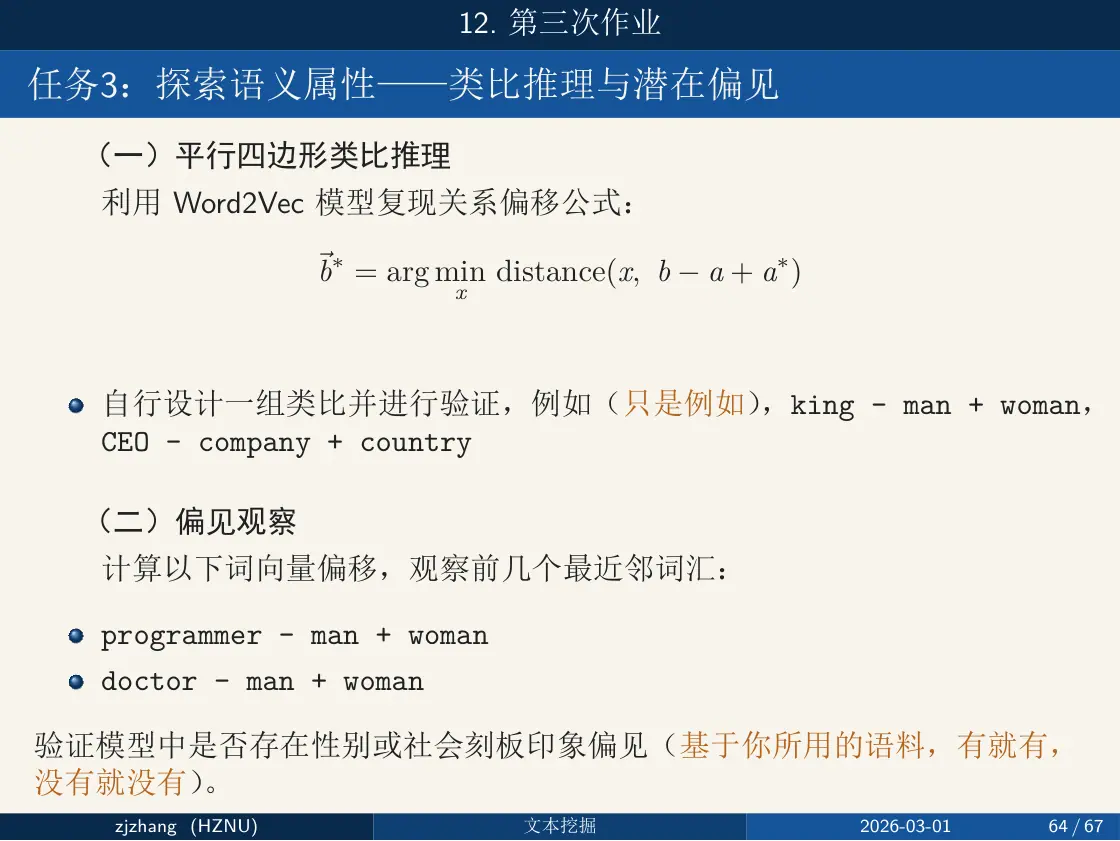 12. 第三次作业
任务3：探索语义属性——类比推理与潜在偏见
（一）平行四边形类比推理
利用 Word2Vec 模型复现关系偏移公式：
$\vec{b}^* = \arg\min_x \text{distance}(x,\ b - a + a^*)$
自行设计一组类比并进行验证，例如（只是例如），king - man + woman，
CEO - company + country
（二）偏见观察
计算以下词向量偏移，观察前几个最近邻词汇：
programmer - man + woman
doctor - man + woman
验证模型中是否存在性别或社会刻板印象偏见（基于你所用的语料，有就有，
没有就没有）。
zjzhang (HZNU) 文本挖掘 2026-03-01 64 / 67